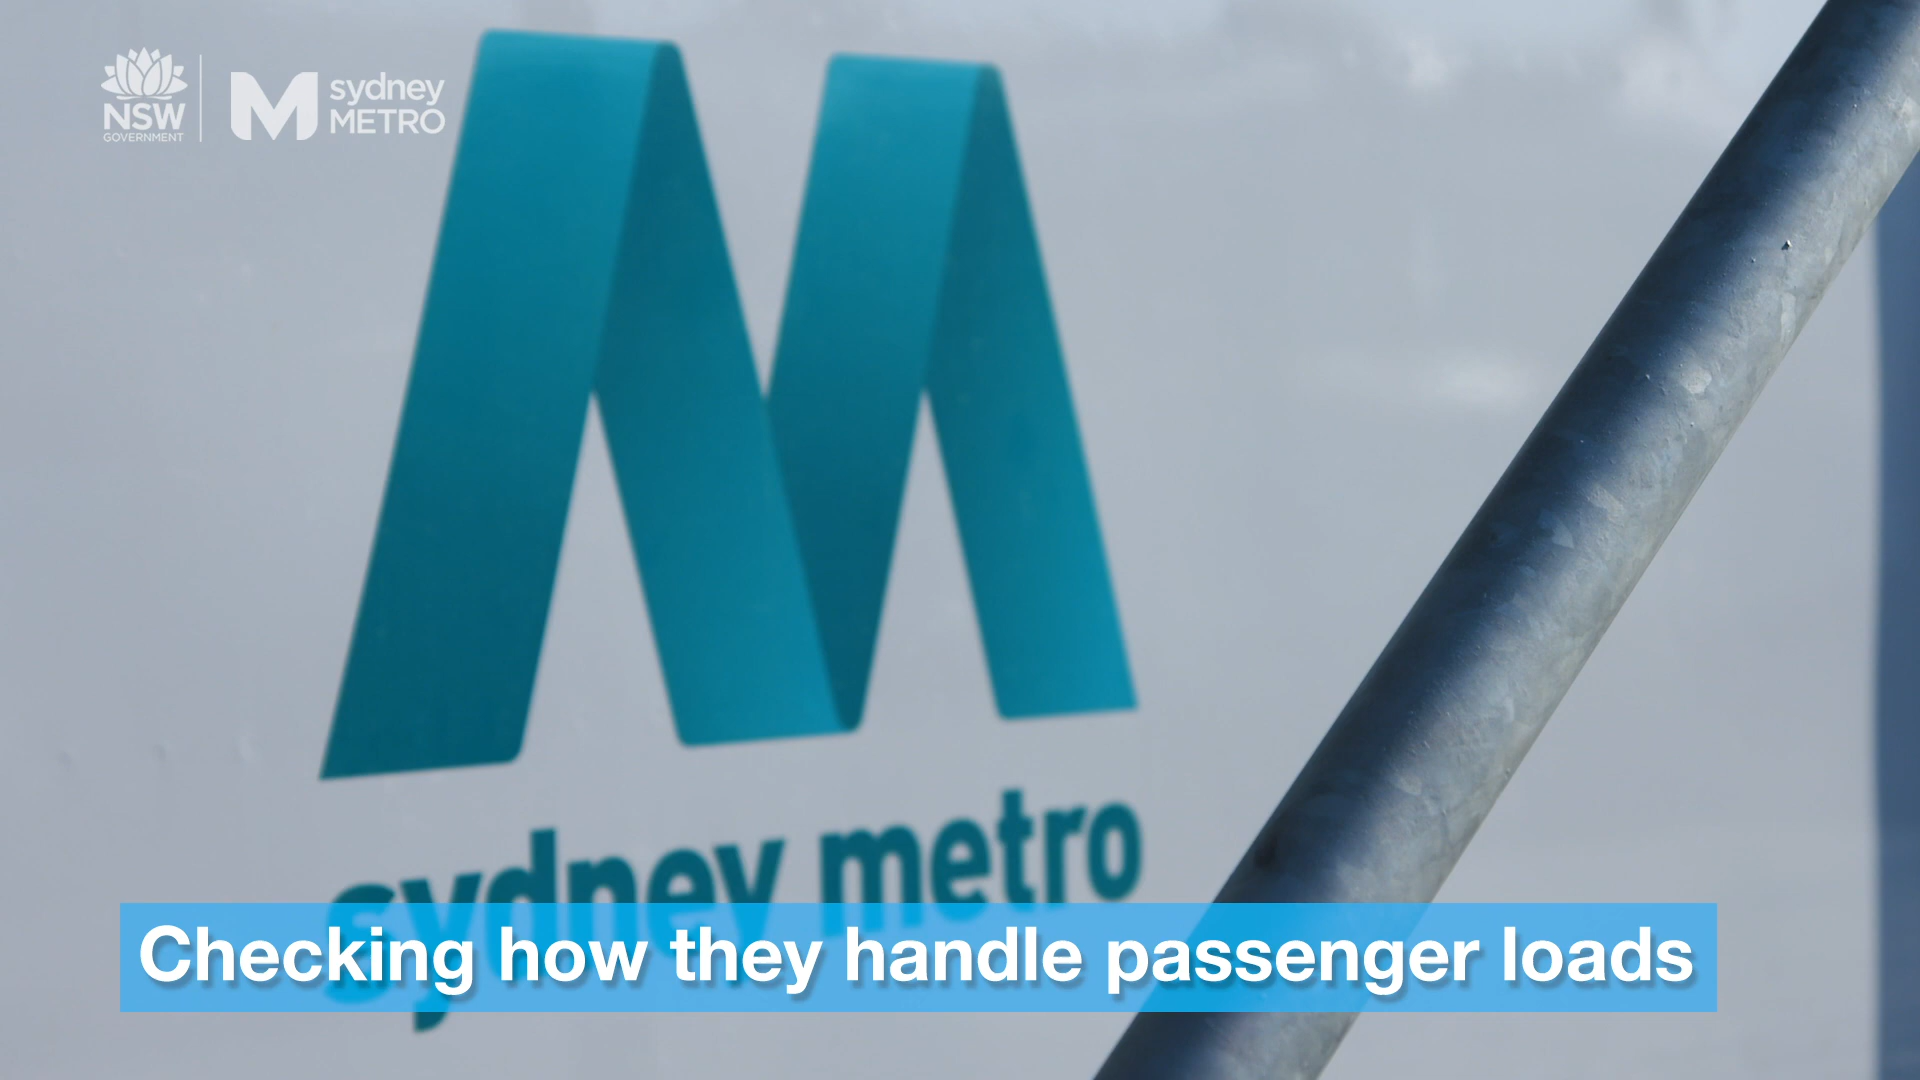 NSW
GOVERNMENT
sydney
METRO
sydney metro
Checking how they handle passenger loads